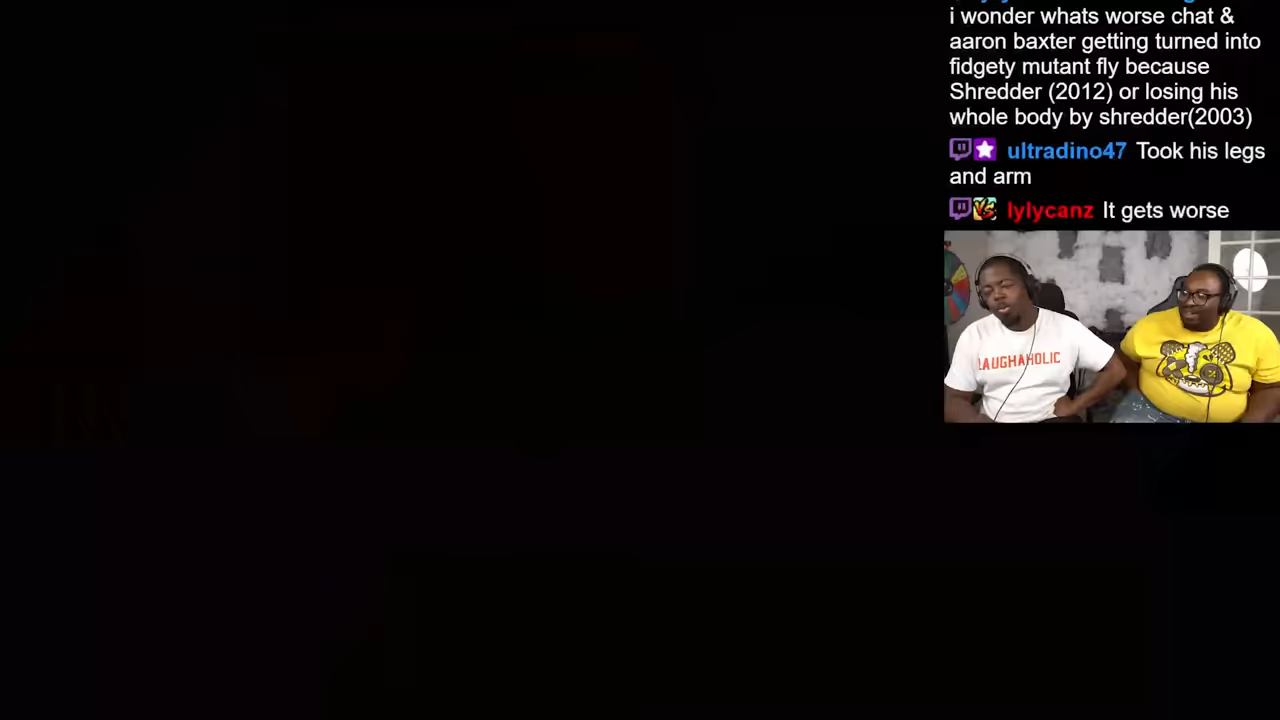 i wonder whats worse chat &
aaron baxter getting turned into
fidgety mutant fly because
Shredder (2012) or losing his
whole body by shredder(2003)
ultradino47 Took his legs
and arm
lylycanz It gets worse
LAUGHAHOLIC